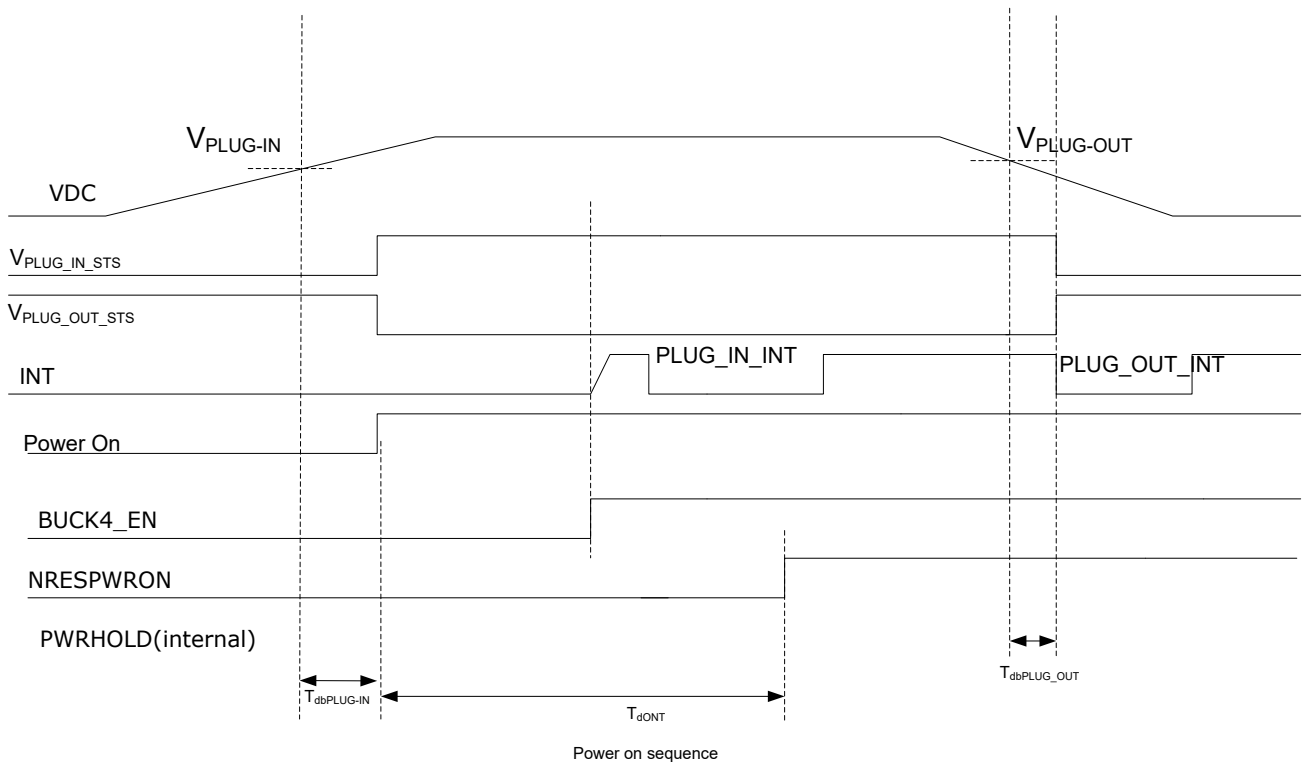 VPLUG-IN
VPLUG-OUT
VDC
VPLUG_IN_STS
VPLUG_OUT_STS
PLUG_IN_INT
PLUG_OUT_INT
INT
Power On
BUCK4_EN
NRESPWRON
PWRHOLD(internal)
TdbPLUG-IN
TdONT
TdbPLUG_OUT
Power on sequence